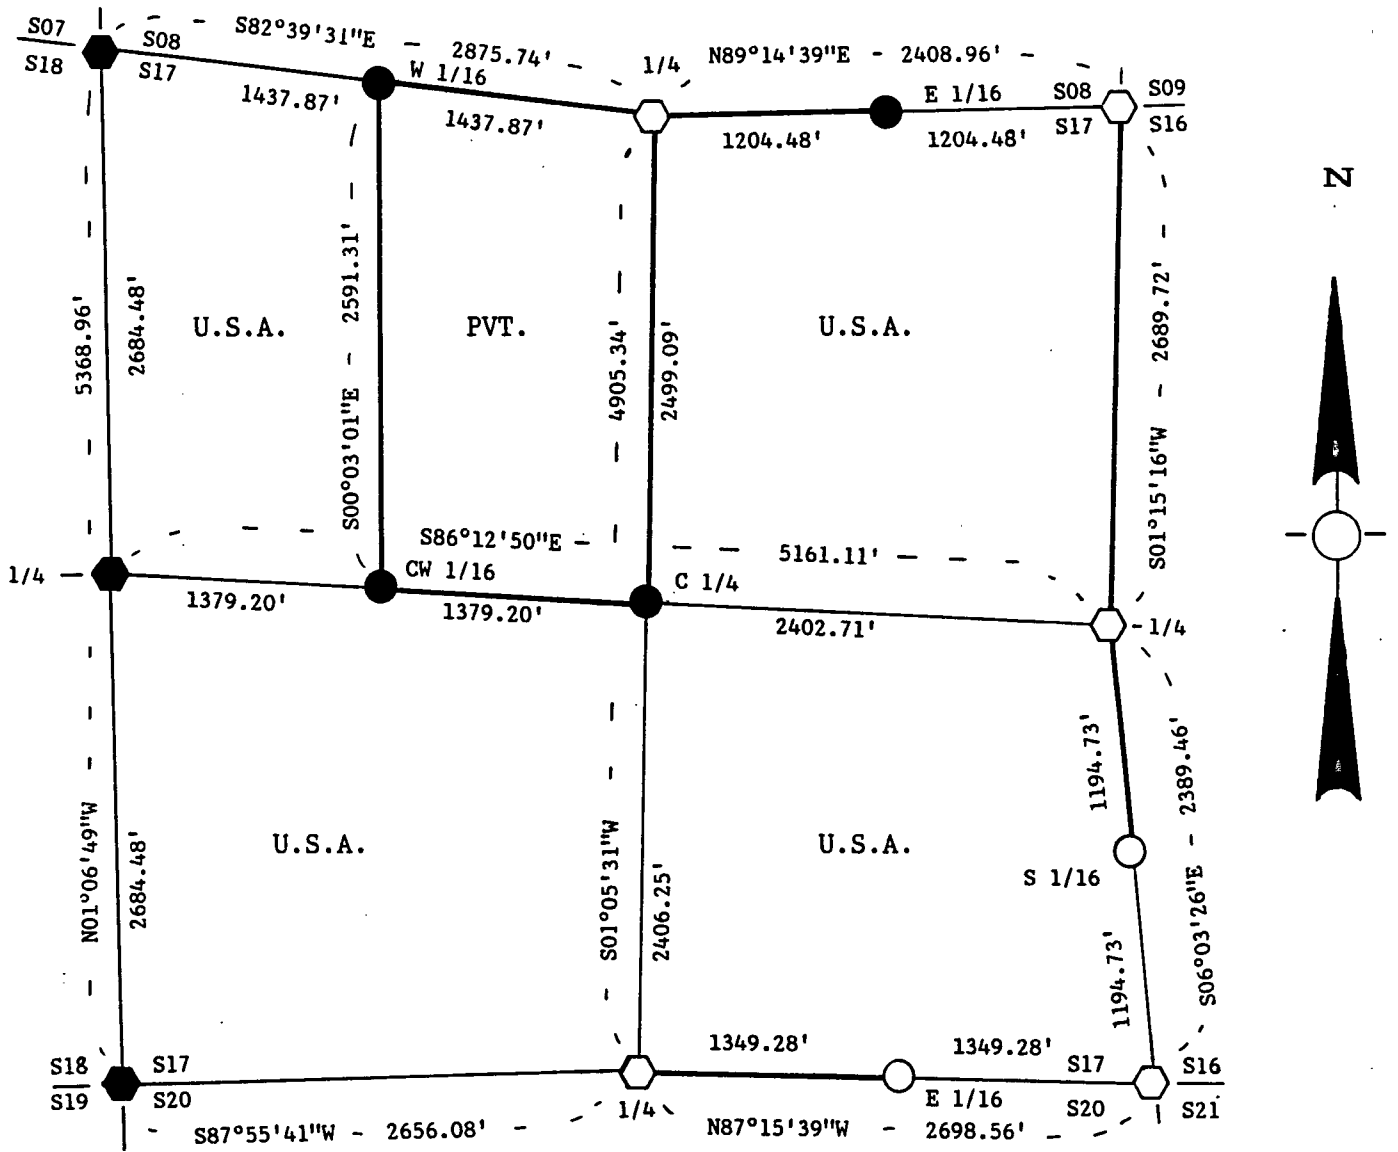 S07
S08
S18
S17
S82°39'31"E - 2875.74'
W 1/16
1/4
N89°14'39"E - 2408.96'
E 1/16
S08
S09
S17
S16
1437.87'
1437.87'
1204.48'
1204.48'
N
5368.96'
2684.48'
U.S.A.
S00°03'01"E - 2591.31'
PVT.
4905.34'
2499.09'
U.S.A.
S01°15'16"W - 2689.72'
S86°12'50"E - 5161.11'
1/4
CW 1/16
C 1/4
1/4
1379.20'
1379.20'
2402.71'
N01°06'49"W
2684.48'
U.S.A.
S01°05'31"W
2406.25'
U.S.A.
1194.73'
S 1/16
1194.73'
S06°03'26"E - 2389.46'
S18
S17
S19
S20
1349.28'
1349.28'
S17
S16
1/4
E 1/16
S20
S21
S87°55'41"W - 2656.08'
N87°15'39"W - 2698.56'